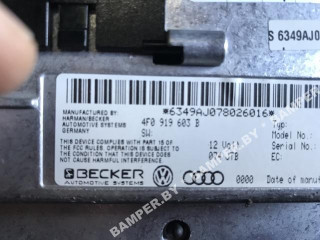 S 6349AJ0
*6349AJ078026016*
MANUFACTURED BY:
HARMAN/BECKER
AUTOMOTIVE SYSTEMS
GERMANY
4F0 919 603 B
SW:
Typ:
Model No.:
Serial No.:
EC:
12 Volt
THIS DEVICE COMPLIES WITH PART 15 OF
THE FCC RULES. OPERATION IS SUBJECT
TO THE CONDITION THAT THIS DEVICE DOES
NOT CAUSE HARMFUL INTERFERENCE
BECKER
AUTOMOTIVE SYSTEMS
0000 Date of manuf
BAMPER.BY